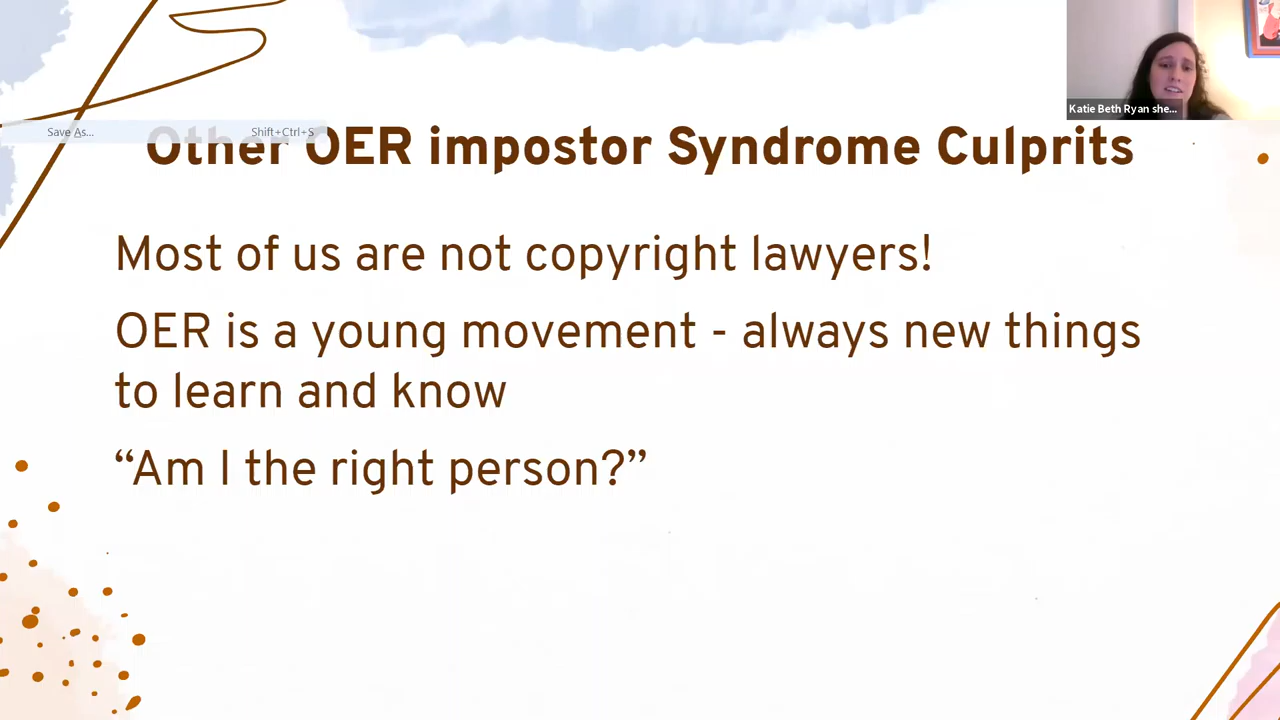 Katie Beth Ryan she...
Save As... Shift+Ctrl+S
Other OER impostor Syndrome Culprits
Most of us are not copyright lawyers!
OER is a young movement - always new things
to learn and know
“Am I the right person?”